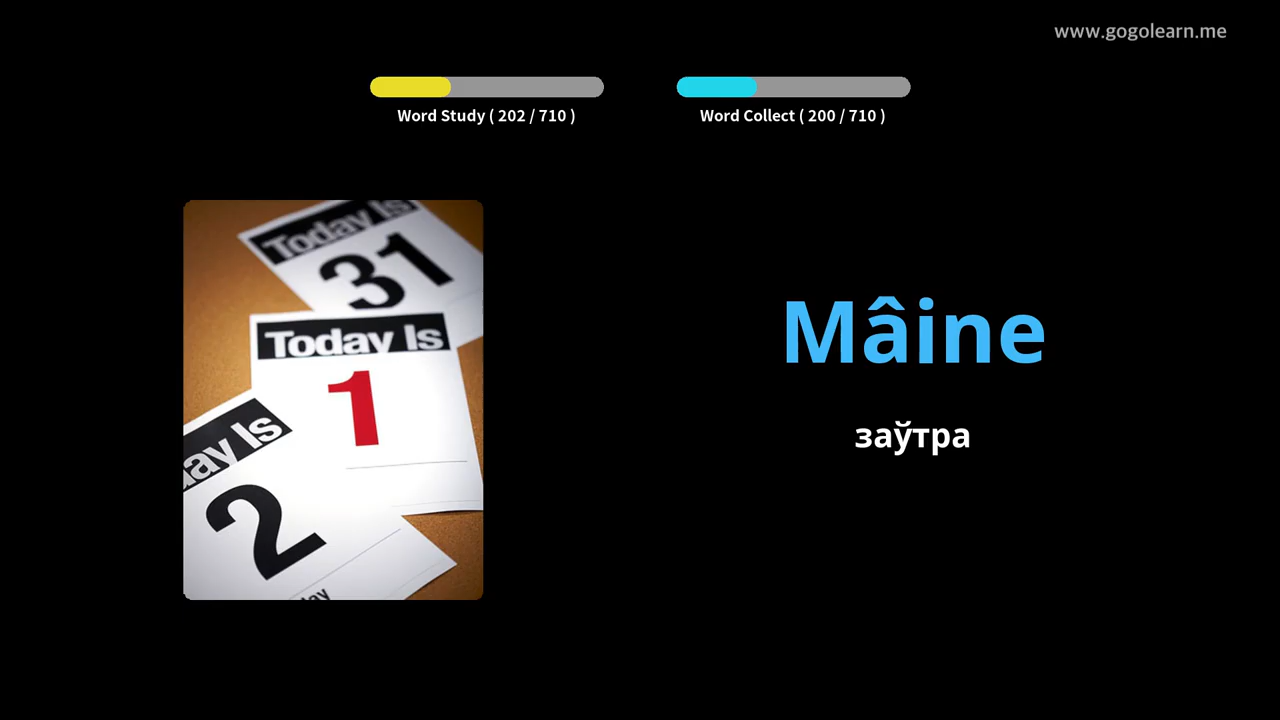 www.gogolearn.me
Word Study ( 202 / 710 )
Word Collect ( 200 / 710 )
Today Is
31
Today Is
1
ay Is
2
day
Mâine
заўтра